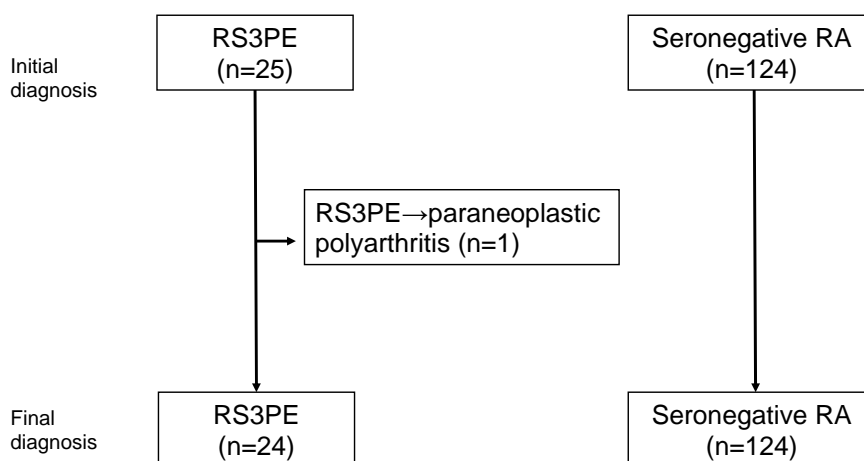 Initial
diagnosis
RS3PE
(n=25)
Seronegative RA
(n=124)
RS3PE→paraneoplastic
polyarthritis (n=1)
Final
diagnosis
RS3PE
(n=24)
Seronegative RA
(n=124)